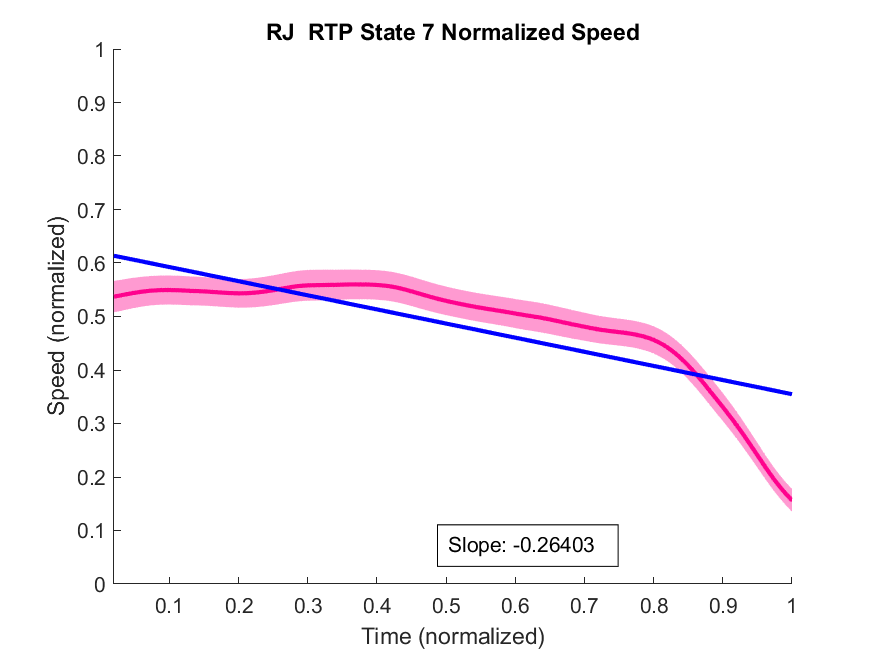 RJ  RTP State 7 Normalized Speed
1
0.9
0.8
0.7
0.6
0.5
0.4
0.3
0.2
0.1
0
Speed (normalized)
Slope: -0.26403
0.1 0.2 0.3 0.4 0.5 0.6 0.7 0.8 0.9 1
Time (normalized)